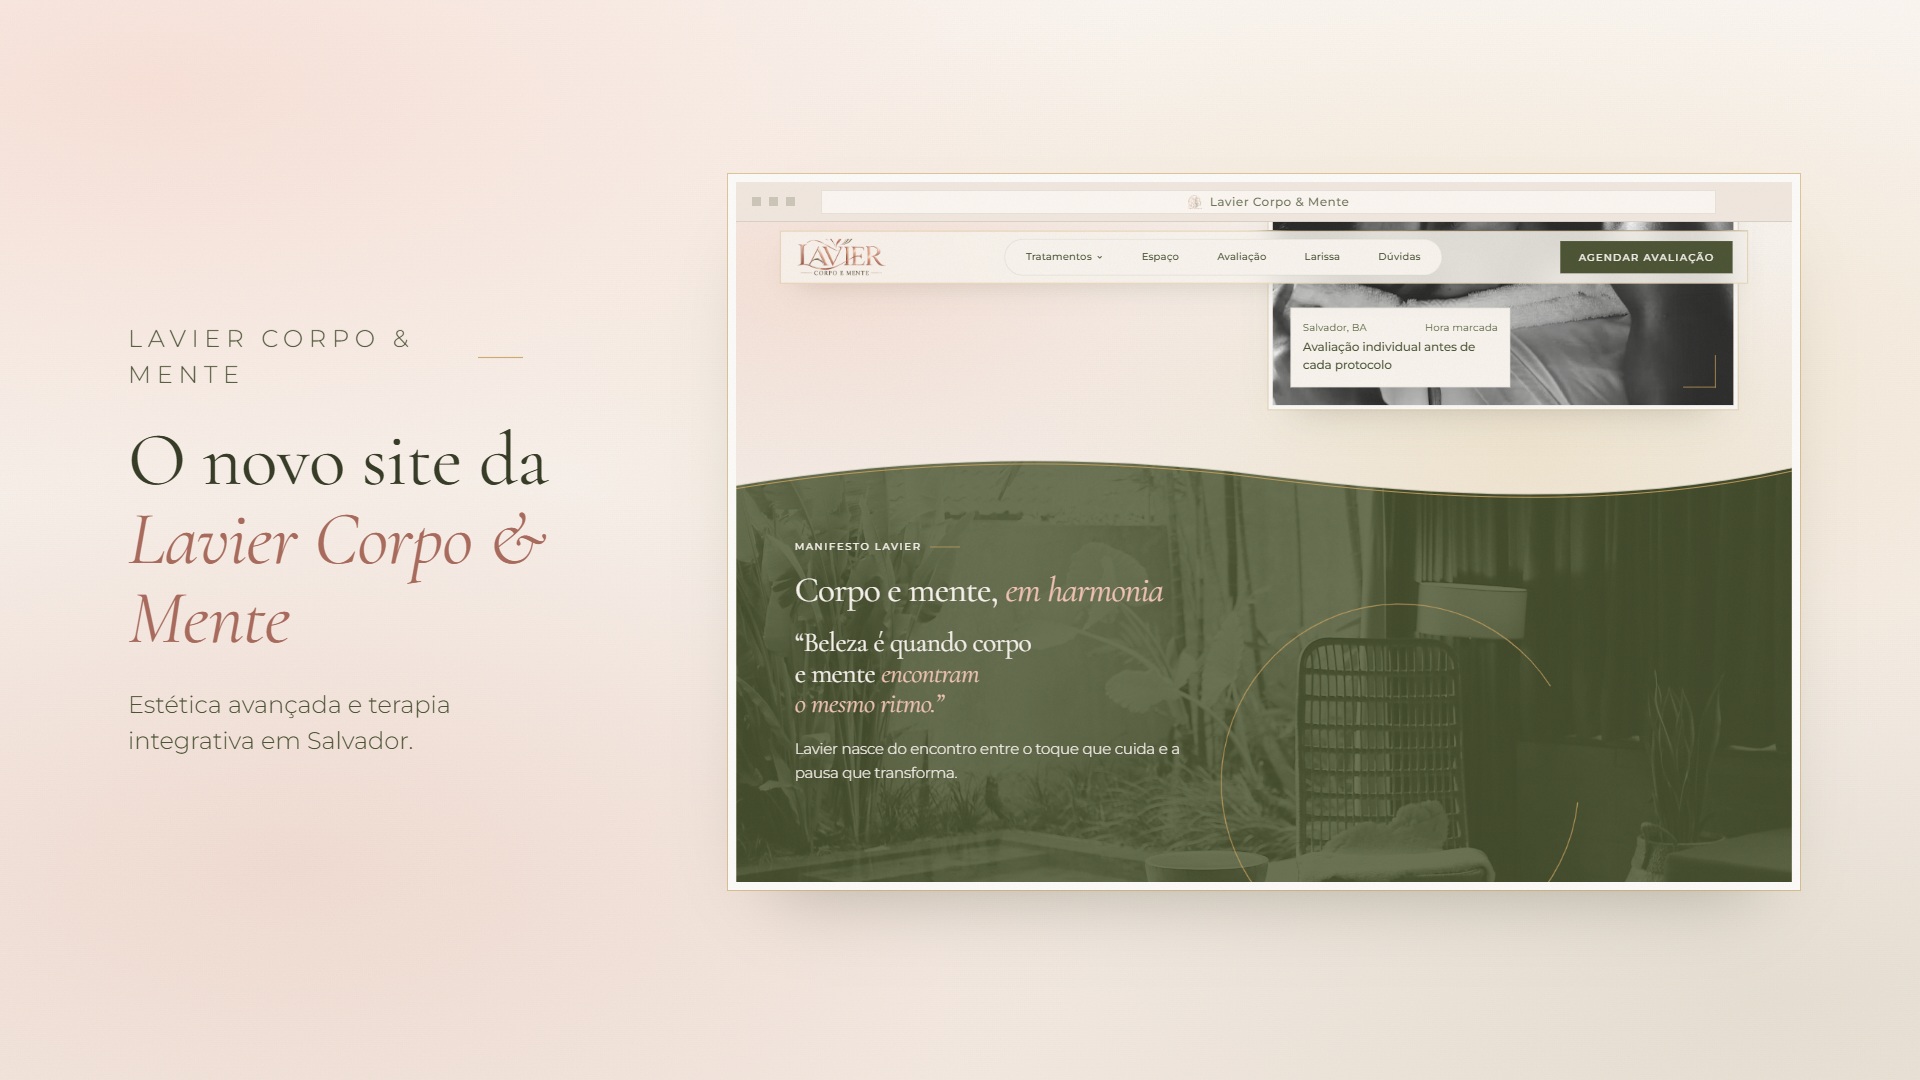 LAVIER CORPO &
MENTE
O novo site da
Lavier Corpo &
Mente
Estética avançada e terapia
integrativa em Salvador.
Lavier Corpo & Mente
LAVIER
CORPO E MENTE
Tratamentos
Espaço
Avaliação
Larissa
Dúvidas
AGENDAR AVALIAÇÃO
Salvador, BA
Hora marcada
Avaliação individual antes de
cada protocolo
MANIFESTO LAVIER
Corpo e mente, em harmonia
“Beleza é quando corpo
e mente encontram
o mesmo ritmo.”
Lavier nasce do encontro entre o toque que cuida e a
pausa que transforma.